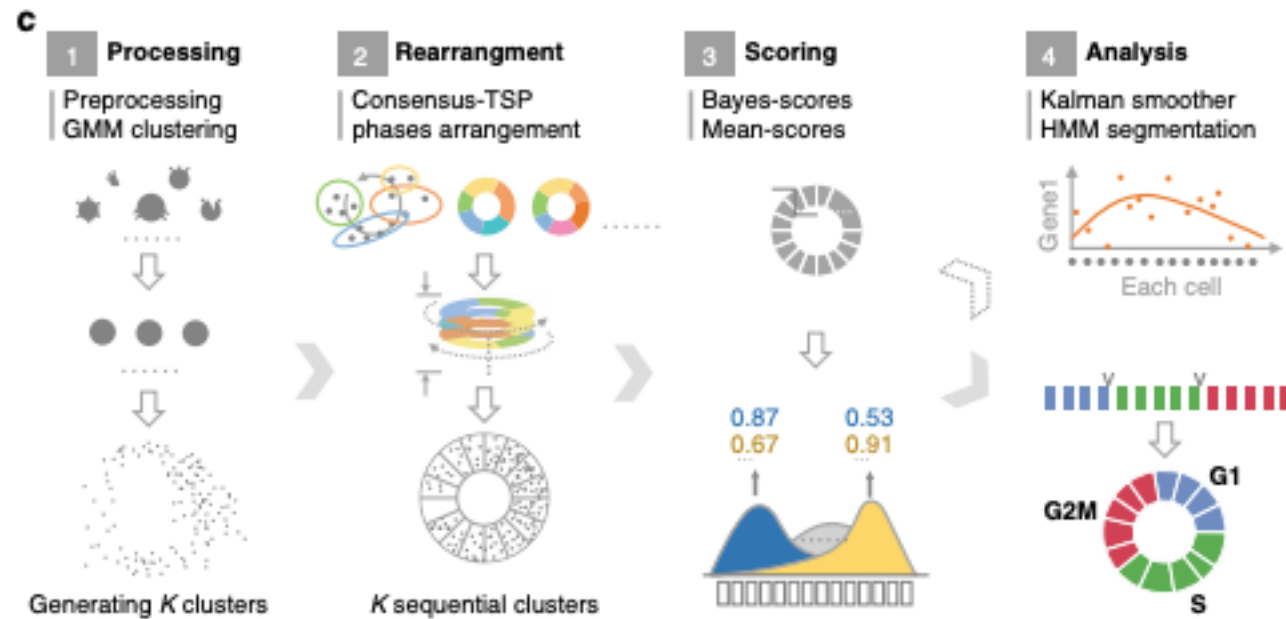 c
1 Processing
Preprocessing
GMM clustering
Generating K clusters
2 Rearrangment
Consensus-TSP
phases arrangement
K sequential clusters
3 Scoring
Bayes-scores
Mean-scores
0.87 0.53
0.67 0.91
4 Analysis
Kalman smoother
HMM segmentation
Gene1
Each cell
v v
G1
G2M
S